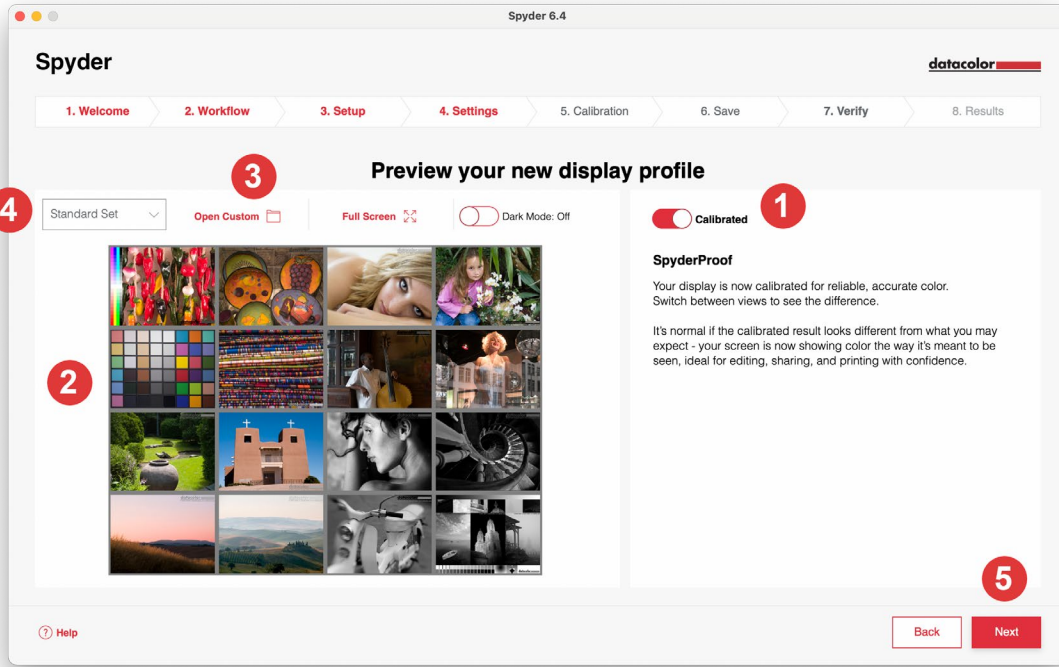 Spyder 6.4
Spyder
datacolor
1. Welcome
2. Workflow
3. Setup
4. Settings
5. Calibration
6. Save
7. Verify
8. Results
Preview your new display profile
3
4
Standard Set
Open Custom
Full Screen
Dark Mode: Off
Calibrated
1
SpyderProof
Your display is now calibrated for reliable, accurate color.
Switch between views to see the difference.
It's normal if the calibrated result looks different from what you may
expect - your screen is now showing color the way it's meant to be
seen, ideal for editing, sharing, and printing with confidence.
2
5
? Help
Back
Next